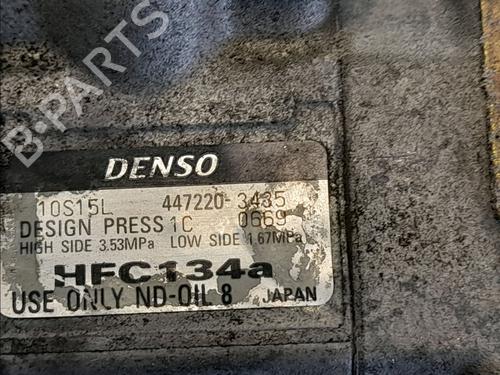 B-PARTS
DENSO
10S15L 447220-3435
DESIGN PRESS 1C 0669
HIGH SIDE 3.53MPa LOW SIDE 1.67MPa
HFC134a
USE ONLY ND-OIL 8 JAPAN